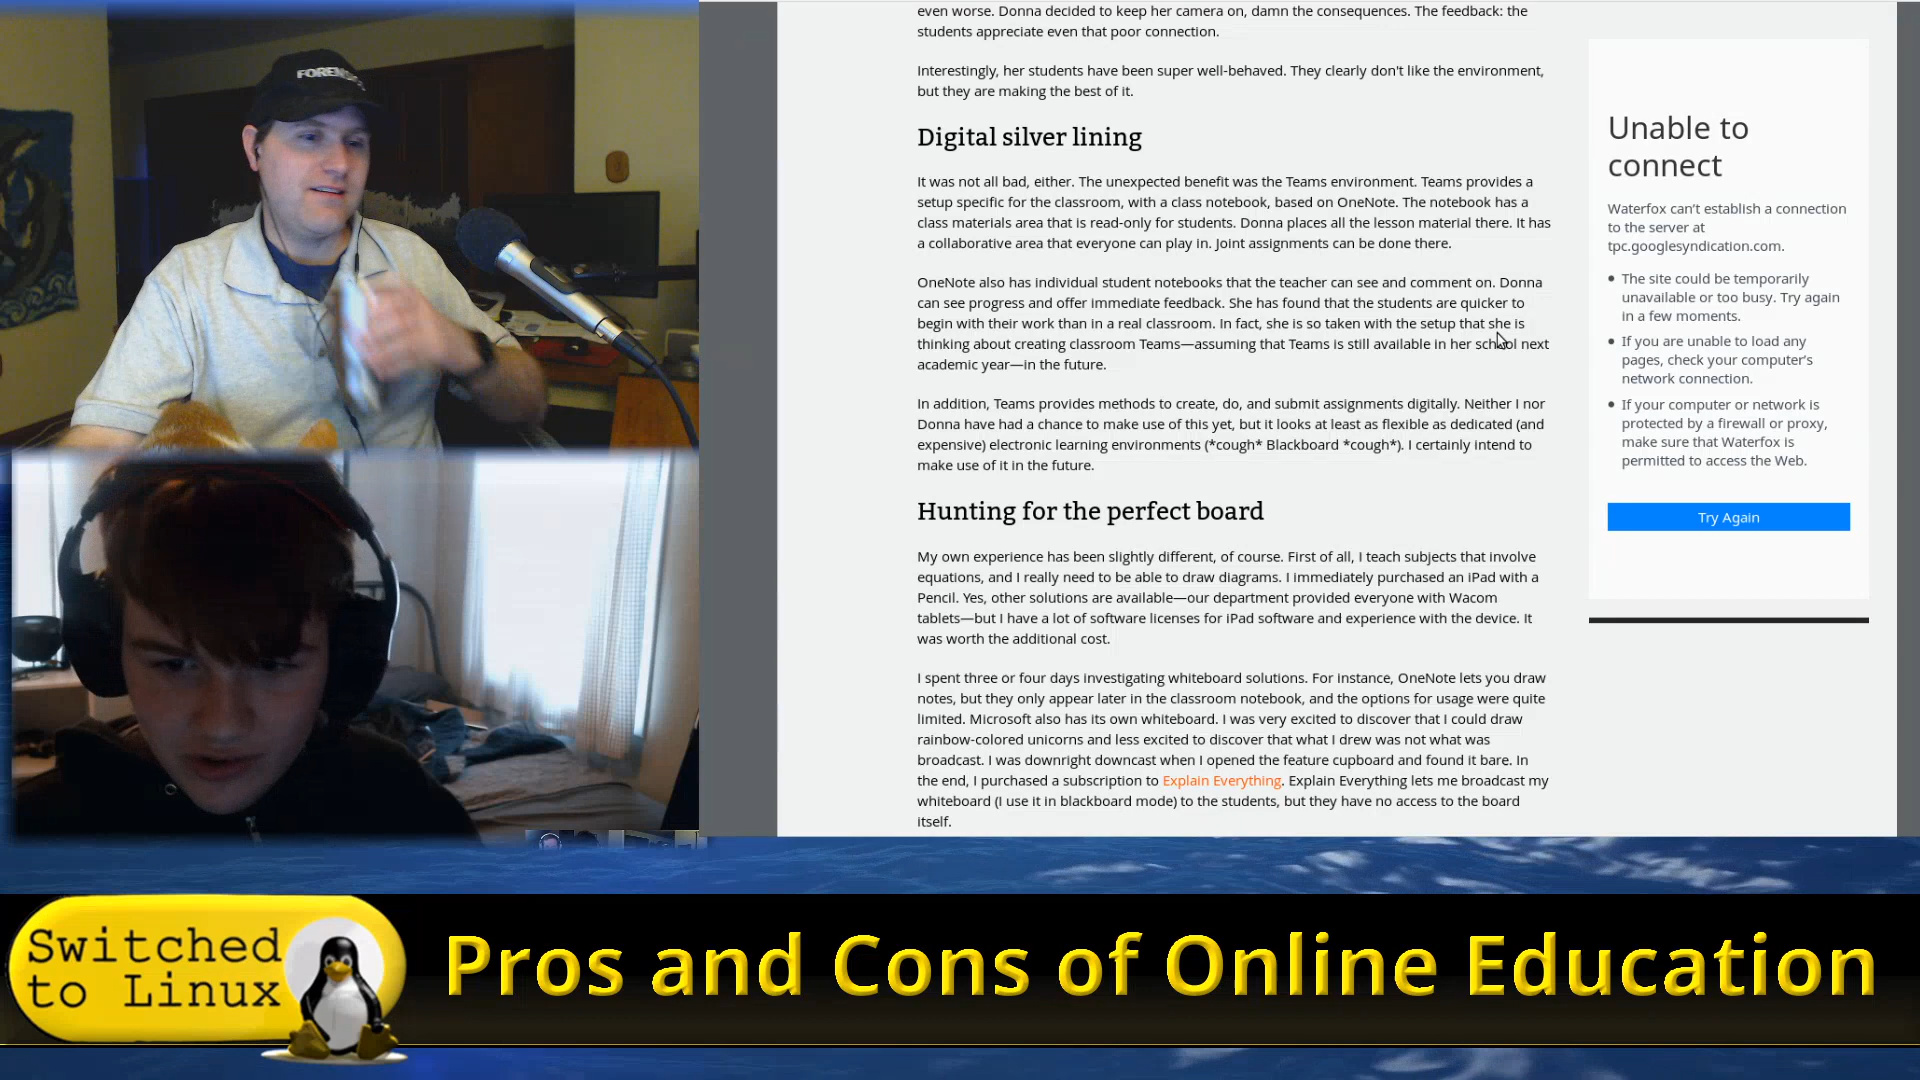 FOREN
even worse. Donna decided to keep her camera on, damn the consequences. The feedback: the
students appreciate even that poor connection.
Interestingly, her students have been super well-behaved. They clearly don't like the environment,
but they are making the best of it.
Digital silver lining
It was not all bad, either. The unexpected benefit was the Teams environment. Teams provides a
setup specific for the classroom, with a class notebook, based on OneNote. The notebook has a
class materials area that is read-only for students. Donna places all the lesson material there. It has
a collaborative area that everyone can play in. Joint assignments can be done there.
OneNote also has individual student notebooks that the teacher can see and comment on. Donna
can see progress and offer immediate feedback. She has found that the students are quicker to
begin with their work than in a real classroom. In fact, she is so taken with the setup that she is
thinking about creating classroom Teams—assuming that Teams is still available in her school next
academic year—in the future.
In addition, Teams provides methods to create, do, and submit assignments digitally. Neither I nor
Donna have had a chance to make use of this yet, but it looks at least as flexible as dedicated (and
expensive) electronic learning environments (*cough* Blackboard *cough*). I certainly intend to
make use of it in the future.
Hunting for the perfect board
My own experience has been slightly different, of course. First of all, I teach subjects that involve
equations, and I really need to be able to draw diagrams. I immediately purchased an iPad with a
Pencil. Yes, other solutions are available—our department provided everyone with Wacom
tablets—but I have a lot of software licenses for iPad software and experience with the device. It
was worth the additional cost.
I spent three or four days investigating whiteboard solutions. For instance, OneNote lets you draw
notes, but they only appear later in the classroom notebook, and the options for usage were quite
limited. Microsoft also has its own whiteboard. I was very excited to discover that I could draw
rainbow-colored unicorns and less excited to discover that what I drew was not what was
broadcast. I was downright downcast when I opened the feature cupboard and found it bare. In
the end, I purchased a subscription to Explain Everything. Explain Everything lets me broadcast my
whiteboard (I use it in blackboard mode) to the students, but they have no access to the board
itself.
Unable to
connect
Waterfox can't establish a connection
to the server at
tpc.googlesyndication.com.
The site could be temporarily
unavailable or too busy. Try again
in a few moments.
If you are unable to load any
pages, check your computer's
network connection.
If your computer or network is
protected by a firewall or proxy,
make sure that Waterfox is
permitted to access the Web.
Try Again
Switched
to Linux
Pros and Cons of Online Education